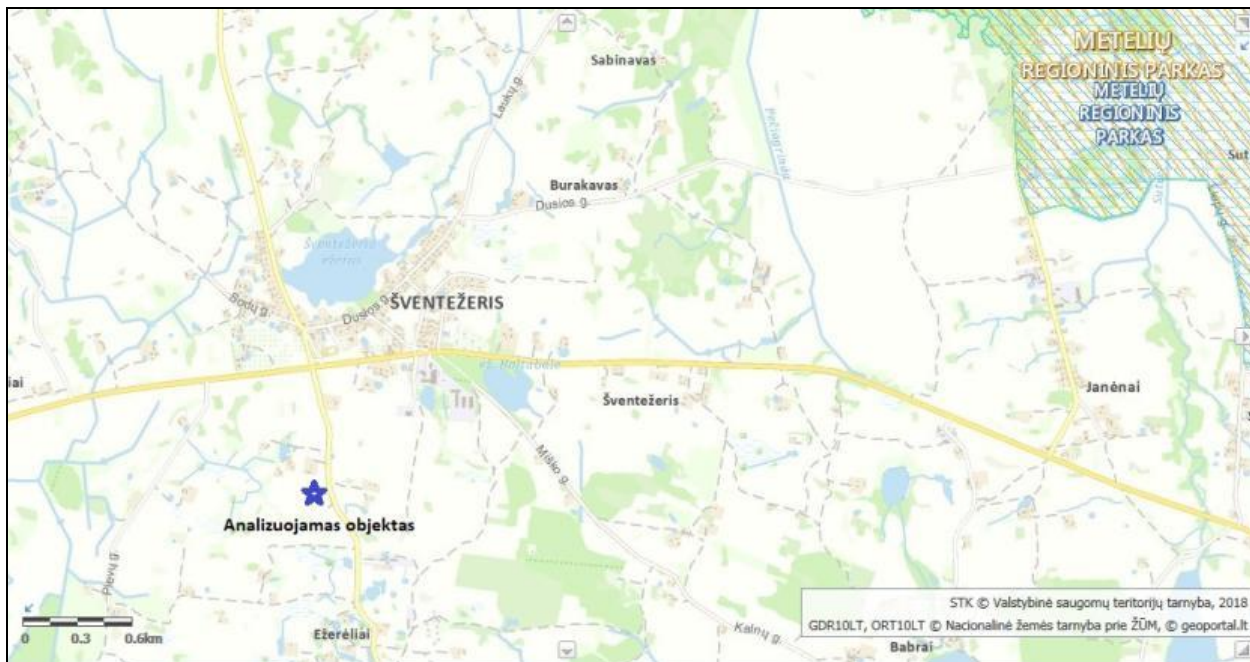 METELIŲ
REGIONINIS PARKAS
METELIŲ
REGIONINIS
PARKAS
Sabinavas
Laukų g.
Burakavas
Dusios g.
Šventežerio
ežeras
ŠVENTEŽERIS
Dusios g.
Sodų g.
Šventežeris
Janėnai
Miško g.
Analizuojamas objektas
Pievų g.
Ežerėliai
Kalnų g.
Babrai
0 0.3 0.6km
STK © Valstybinė saugomų teritorijų tarnyba, 2018
GDR10LT, ORT10LT © Nacionalinė žemės tarnyba prie ŽŪM, © geoportal.lt